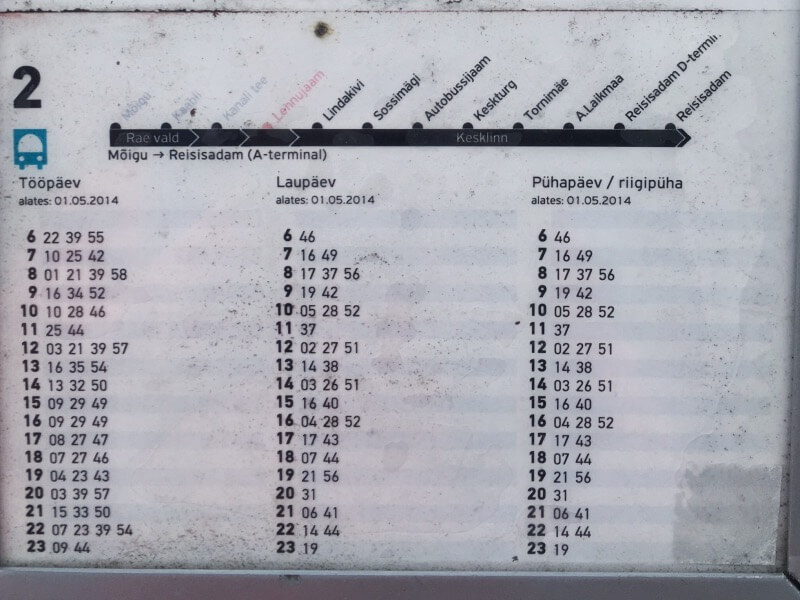 2
Mõigu Kaabli Kanali tee Lennujaam Lindakivi Sossimägi Autobussijaam Keskturg Tornimäe A.Laikmaa Reisisadam D-termin. Reisisadam
Rae vald Kesklinn
Mõigu → Reisisadam (A-terminal)
Tööpäev Laupäev Pühapäev / riigipüha
alates: 01.05.2014 alates: 01.05.2014 alates: 01.05.2014
6 22 39 55 6 46 6 46
7 10 25 42 7 16 49 7 16 49
8 01 21 39 58 8 17 37 56 8 17 37 56
9 16 34 52 9 19 42 9 19 42
10 10 28 46 10 05 28 52 10 05 28 52
11 25 44 11 37 11 37
12 03 21 39 57 12 02 27 51 12 02 27 51
13 16 35 54 13 14 38 13 14 38
14 13 32 50 14 03 26 51 14 03 26 51
15 09 29 49 15 16 40 15 16 40
16 09 29 49 16 04 28 52 16 04 28 52
17 08 27 47 17 17 43 17 17 43
18 07 27 46 18 07 44 18 07 44
19 04 23 43 19 21 56 19 21 56
20 03 39 57 20 31 20 31
21 15 33 50 21 06 41 21 06 41
22 07 23 39 54 22 14 44 22 14 44
23 09 44 23 19 23 19